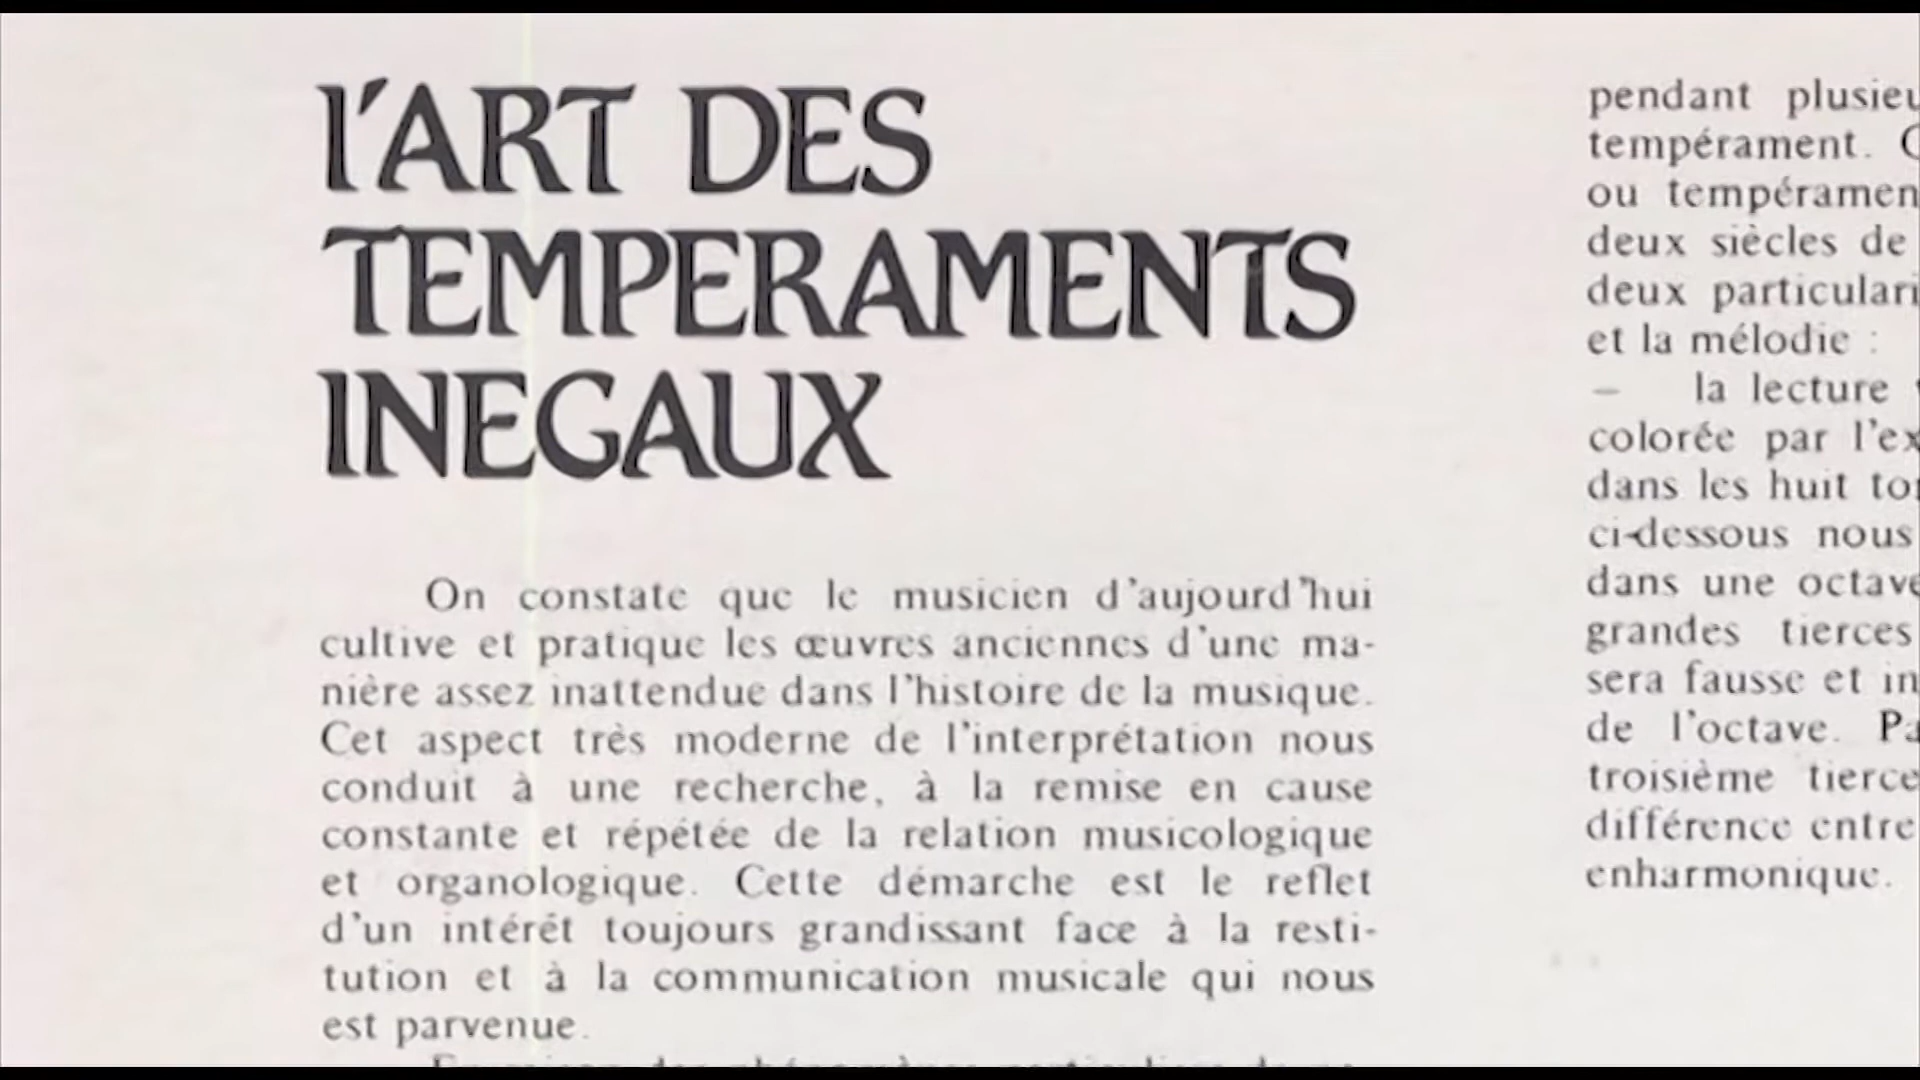 l'ART DES
TEMPERAMENTS
INEGAUX
On constate que le musicien d'aujourd'hui
cultive et pratique les œuvres anciennes d'une ma-
nière assez inattendue dans l'histoire de la musique.
Cet aspect très moderne de l'interprétation nous
conduit à une recherche, à la remise en cause
constante et répétée de la relation musicologique
et organologique. Cette démarche est le reflet
d'un intérêt toujours grandissant face à la resti-
tution et à la communication musicale qui nous
est parvenue.
pendant
tempérament.
ou
deux siècles de
deux
et la mélodie :
– la lecture
colorée par
dans les huit
ci-dessous nous
dans une
grandes tierces
sera fausse et
de l'octave.
troisième
différence entre
enharmonique.